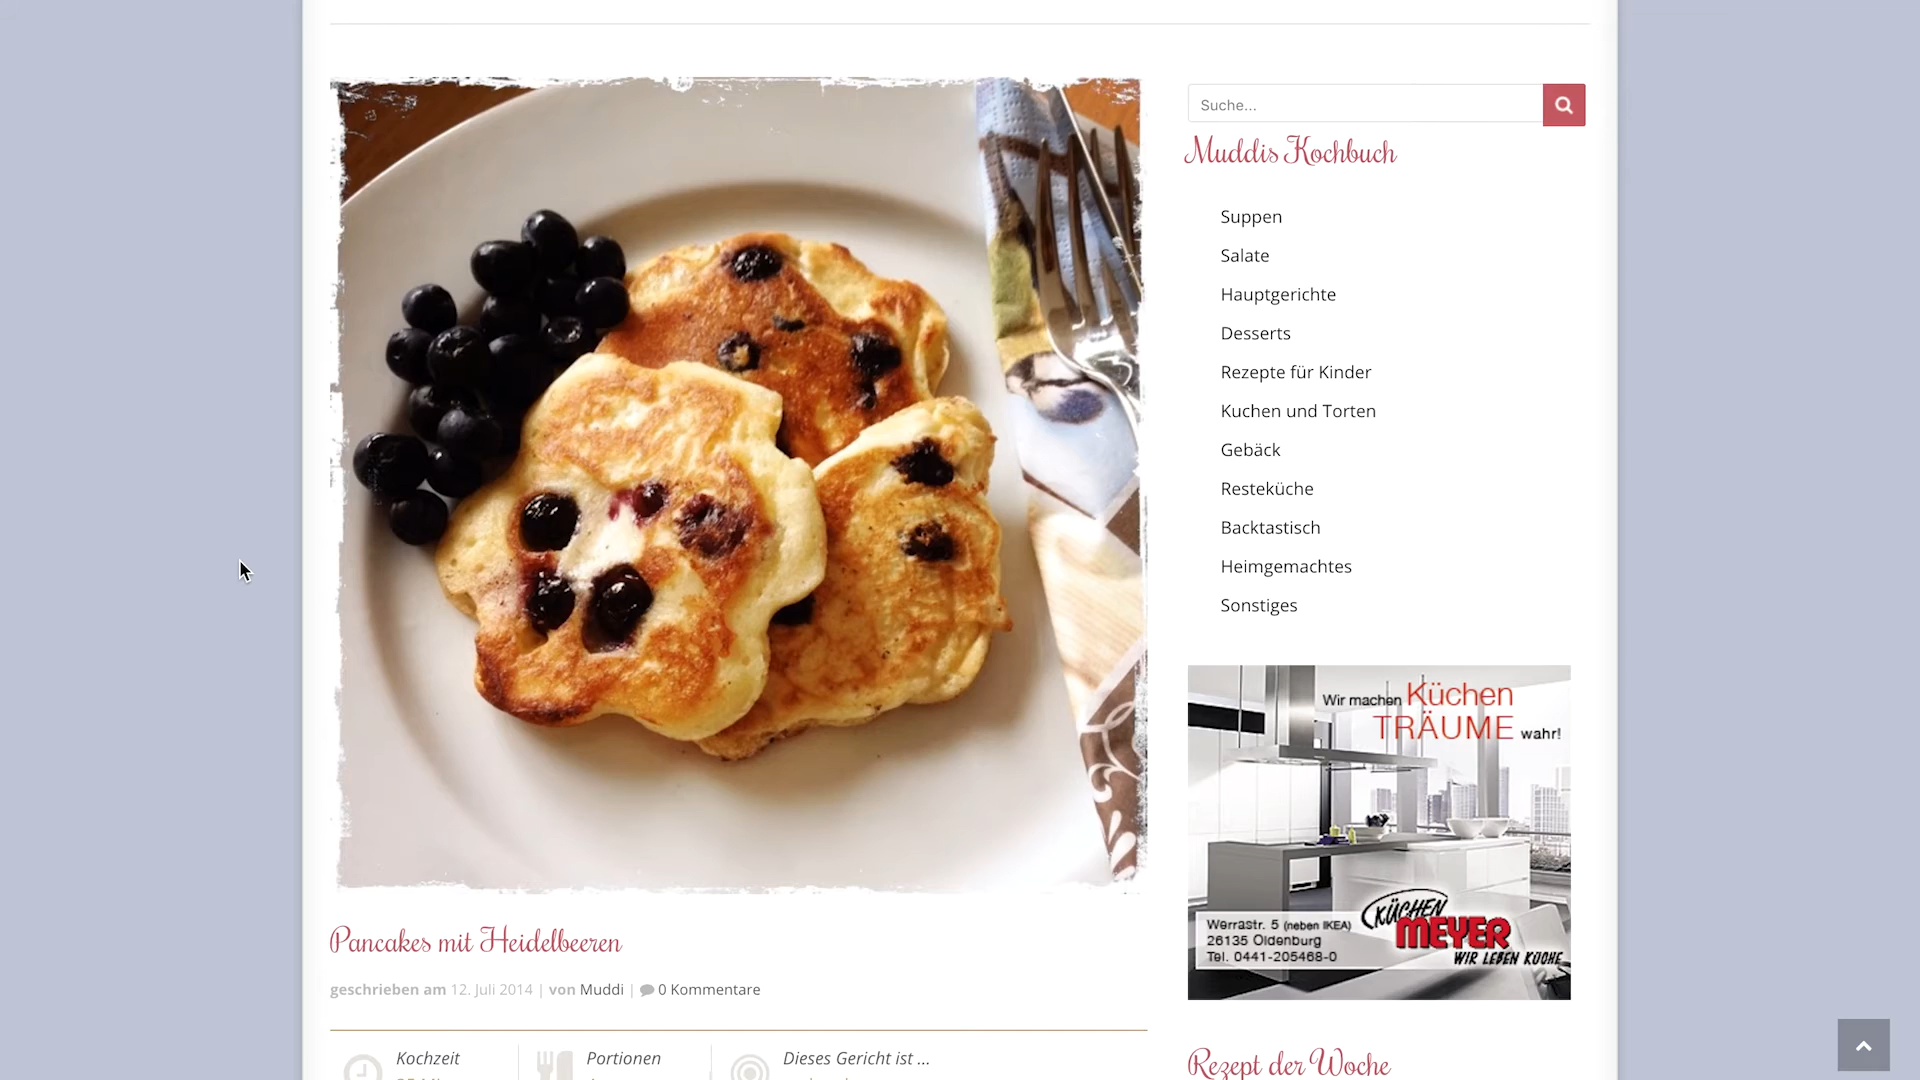 Suche...
Muddis Kochbuch
Suppen
Salate
Hauptgerichte
Desserts
Rezepte für Kinder
Kuchen und Torten
Gebäck
Resteküche
Backtastisch
Heimgemachtes
Sonstiges
Wir machen Küchen
TRÄUME wahr!
Werrastr. 5 (neben IKEA)
26135 Oldenburg
Tel. 0441-205468-0
KÜCHEN
MEYER
WIR LEBEN KÜCHE
Pancakes mit Heidelbeeren
geschrieben am 12. Juli 2014 | von Muddi | 0 Kommentare
Kochzeit
Portionen
Dieses Gericht ist ...
Rezept der Woche